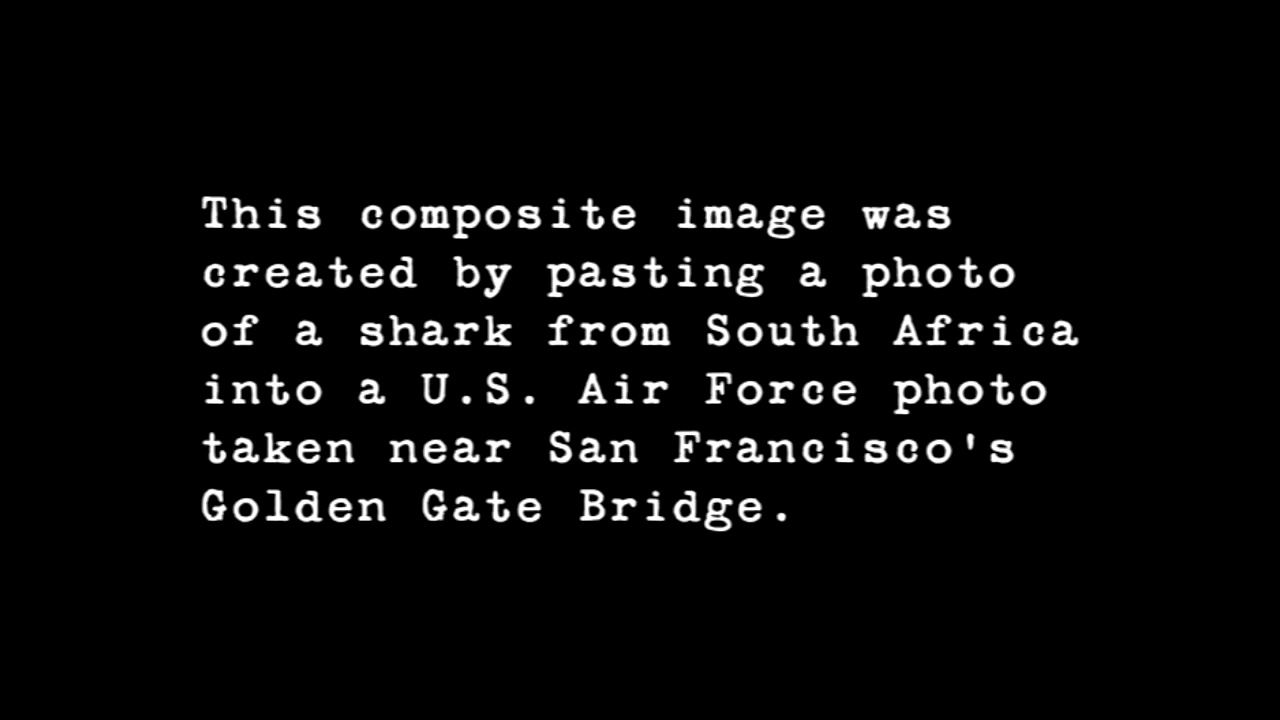 This composite image was
created by pasting a photo
of a shark from South Africa
into a U.S. Air Force photo
taken near San Francisco's
Golden Gate Bridge.